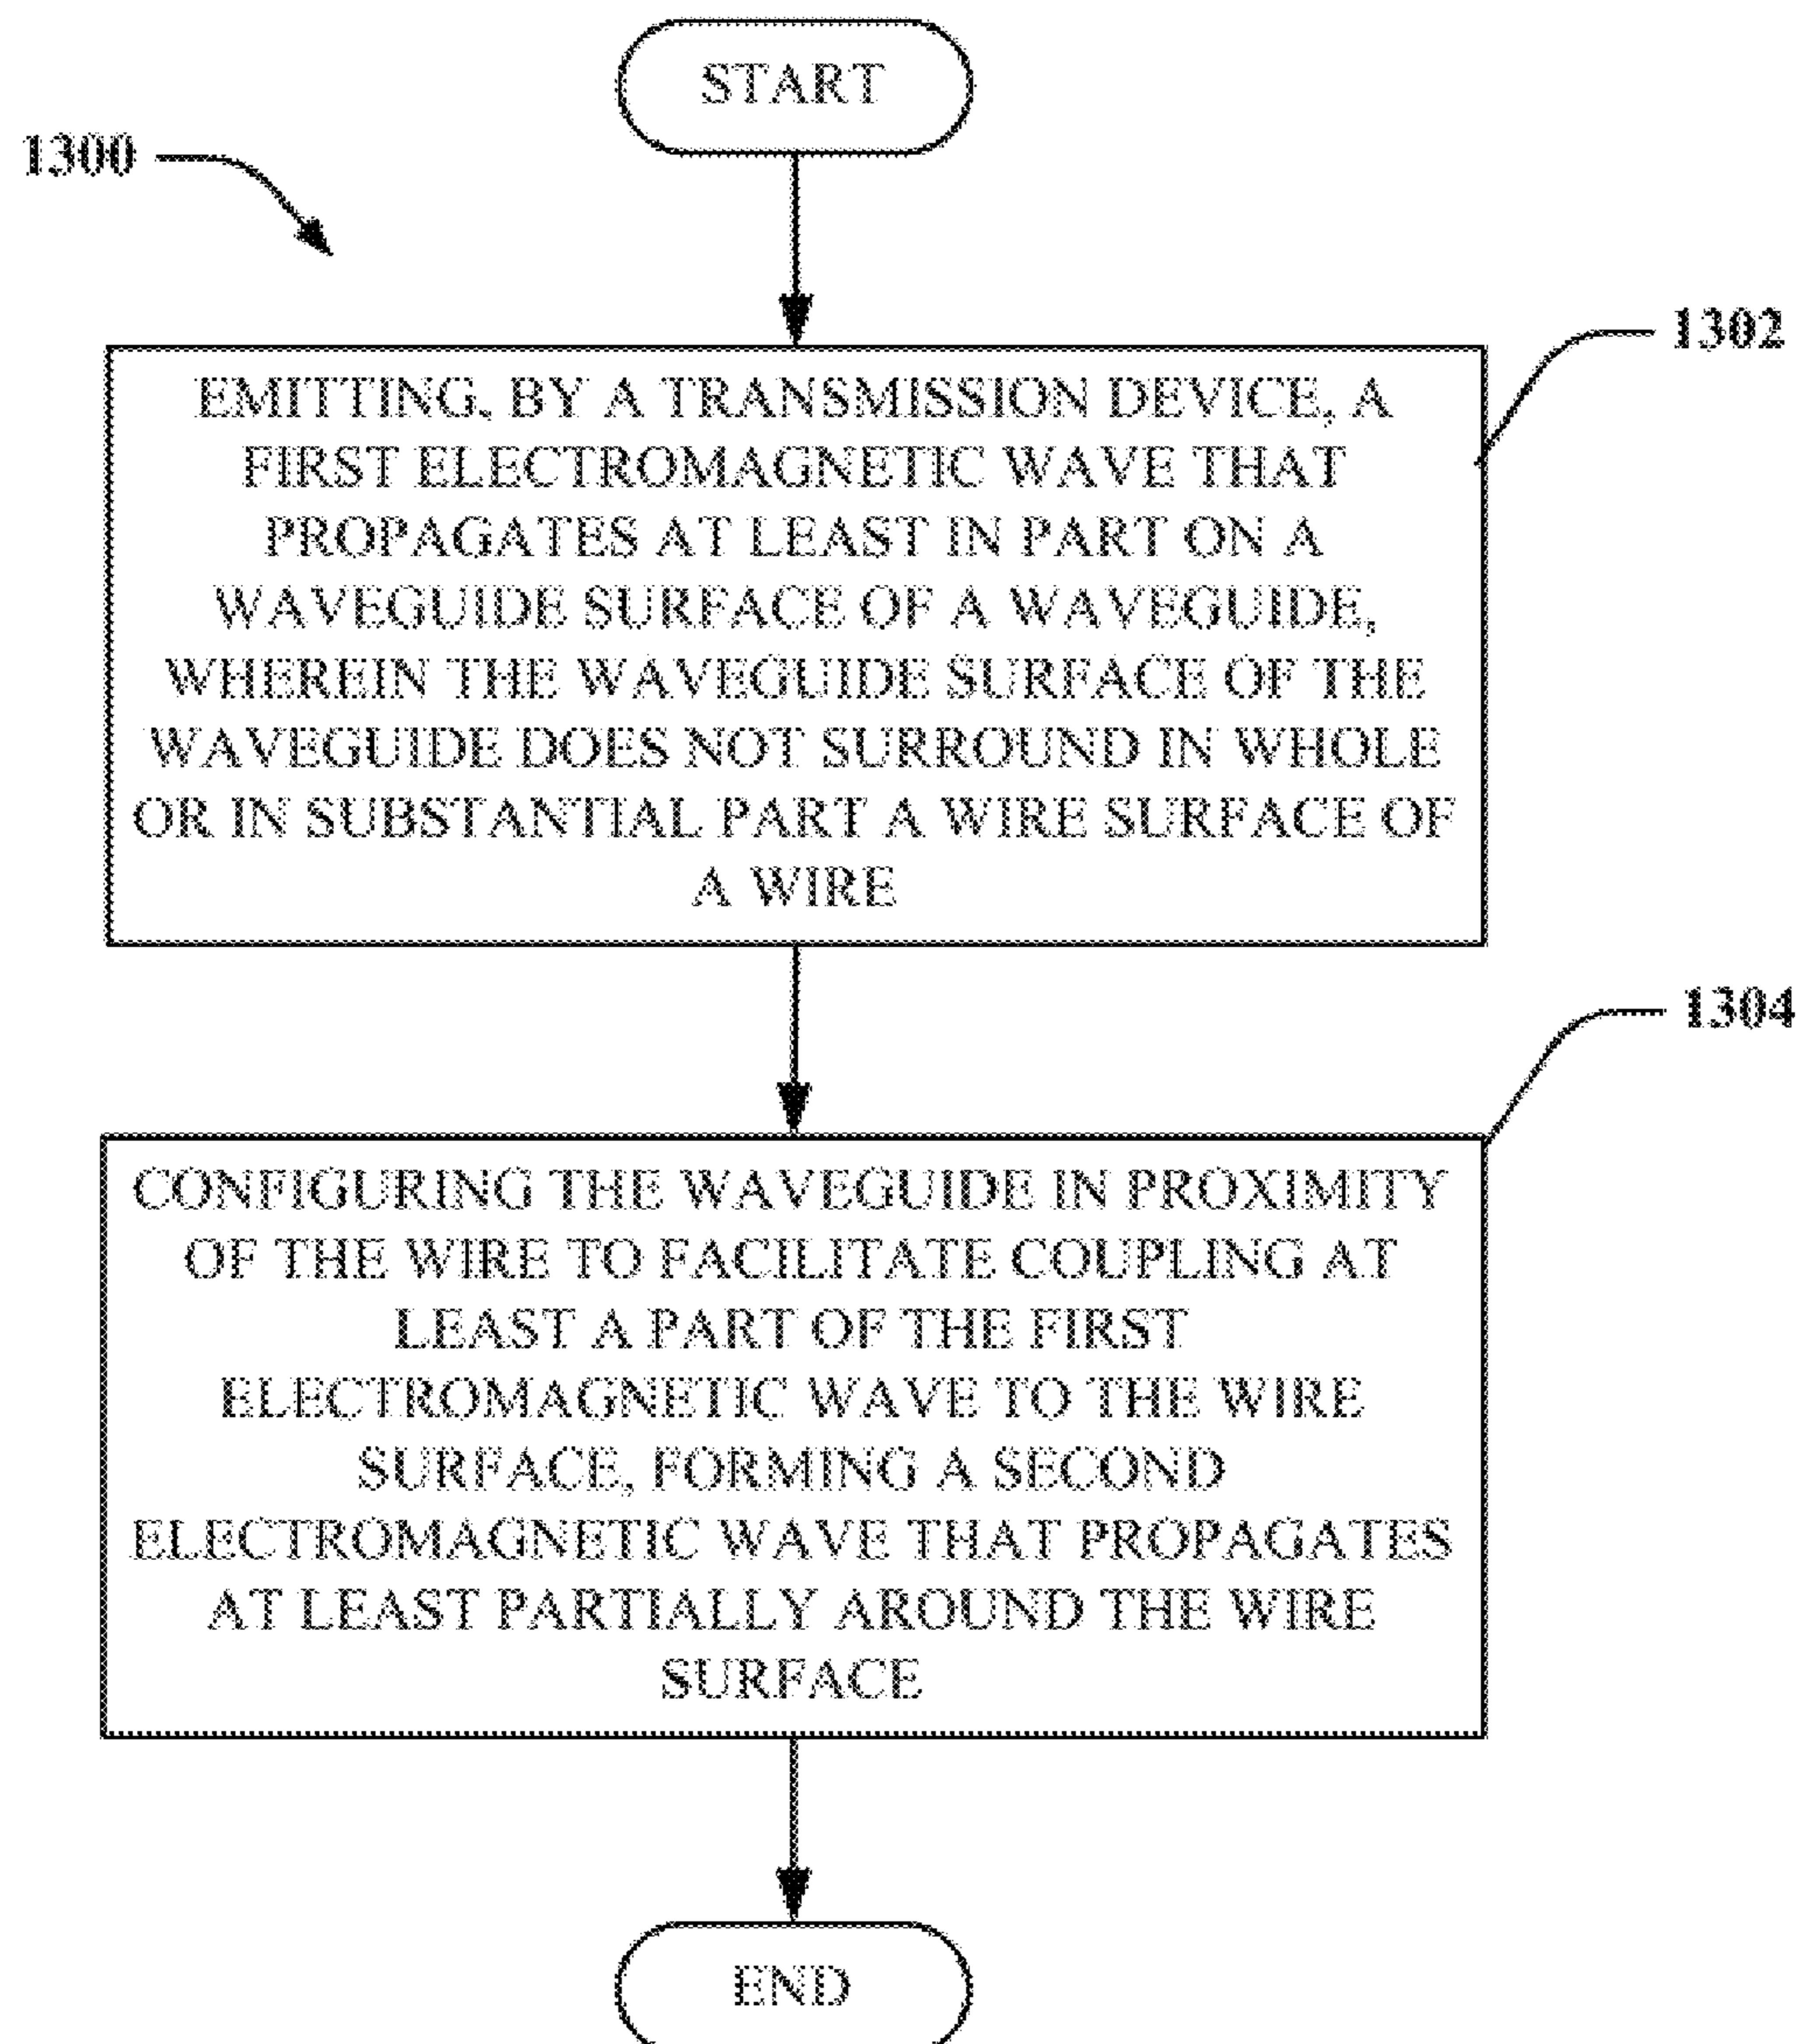 START
1300
1302
EMITTING, BY A TRANSMISSION DEVICE, A
FIRST ELECTROMAGNETIC WAVE THAT
PROPAGATES AT LEAST IN PART ON A
WAVEGUIDE SURFACE OF A WAVEGUIDE,
WHEREIN THE WAVEGUIDE SURFACE OF THE
WAVEGUIDE DOES NOT SURROUND IN WHOLE
OR IN SUBSTANTIAL PART A WIRE SURFACE OF
A WIRE
1304
CONFIGURING THE WAVEGUIDE IN PROXIMITY
OF THE WIRE TO FACILITATE COUPLING AT
LEAST A PART OF THE FIRST
ELECTROMAGNETIC WAVE TO THE WIRE
SURFACE, FORMING A SECOND
ELECTROMAGNETIC WAVE THAT PROPAGATES
AT LEAST PARTIALLY AROUND THE WIRE
SURFACE
END